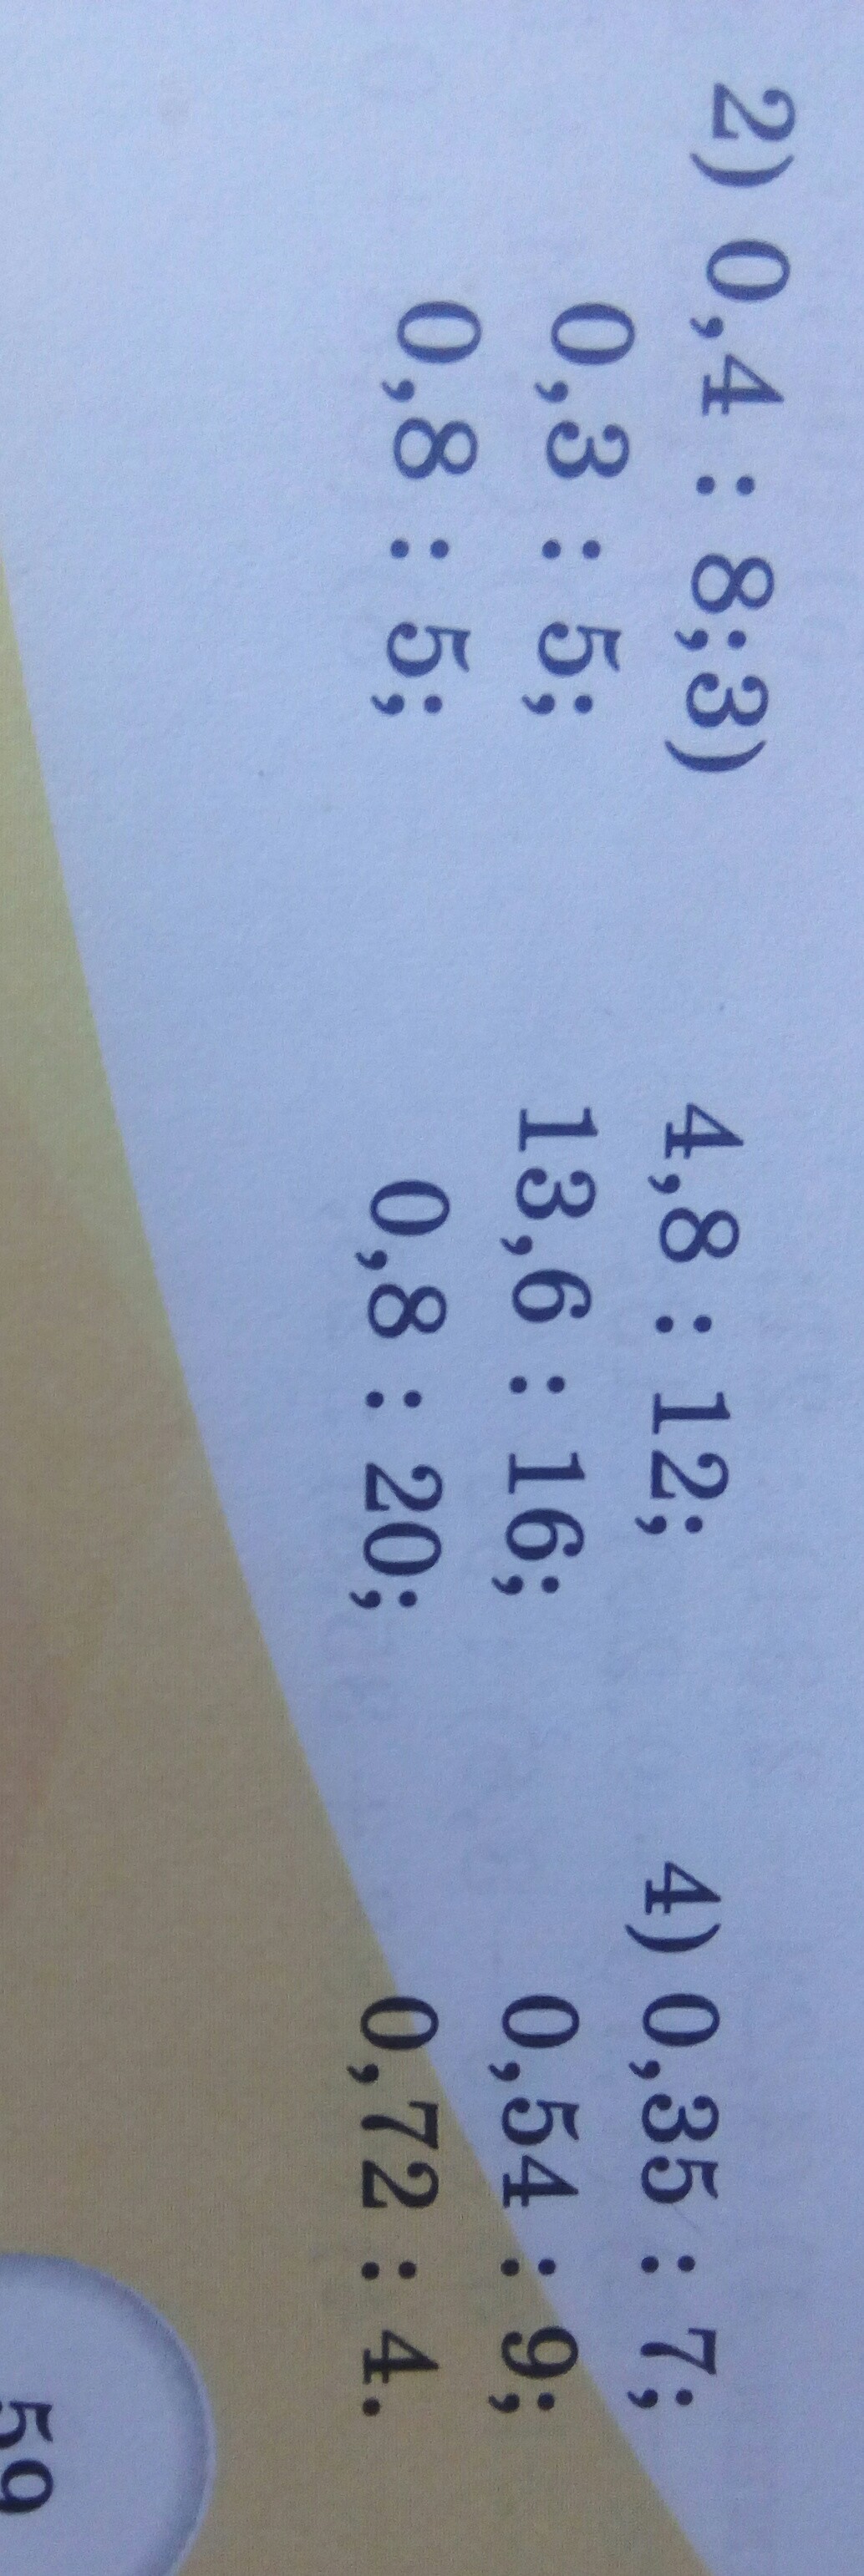 2) 0,4 : 8;3) 4,8 : 12; 4) 0,35 : 7;
0,3 : 5; 13,6 : 16; 0,54 : 9;
0,8 : 5; 0,8 : 20; 0,72 : 4.
59